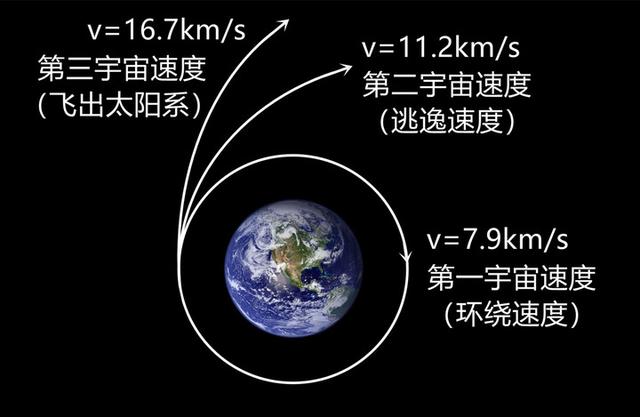 v=16.7km/s
第三宇宙速度
（飞出太阳系）
v=11.2km/s
第二宇宙速度
（逃逸速度）
v=7.9km/s
第一宇宙速度
（环绕速度）